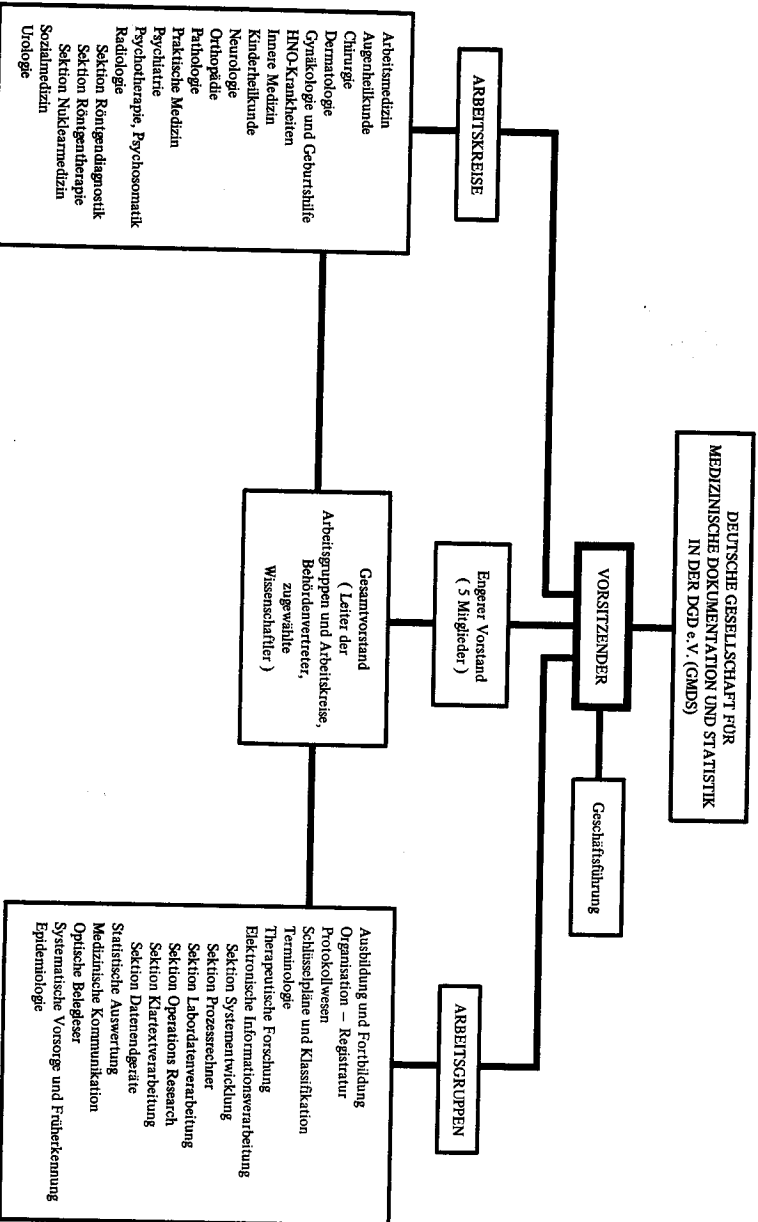 DEUTSCHE GESELLSCHAFT FÜR
MEDIZINISCHE DOKUMENTATION UND STATISTIK
IN DER DGD e.V. (GMDS)
VORSITZENDER
Geschäftsführung
Engerer Vorstand
( 5 Mitglieder )
Gesamtvorstand
( Leiter der
Arbeitsgruppen und Arbeitskreise,
Behördenvertreter,
zugewählte
Wissenschaftler )
ARBEITSKREISE
Arbeitsmedizin
Augenheilkunde
Chirurgie
Dermatologie
Gynäkologie und Geburtshilfe
HNO-Krankheiten
Innere Medizin
Kinderheilkunde
Neurologie
Orthopädie
Pathologie
Praktische Medizin
Psychiatrie
Psychotherapie, Psychosomatik
Radiologie
Sektion Röntgendiagnostik
Sektion Röntgentherapie
Sektion Nuklearmedizin
Sozialmedizin
Urologie
ARBEITSGRUPPEN
Ausbildung und Fortbildung
Organisation – Registratur
Protokollwesen
Schlüsselpläne und Klassifikation
Terminologie
Therapeutische Forschung
Elektronische Informationsverarbeitung
Sektion Systementwicklung
Sektion Prozessrechner
Sektion Labordatenverarbeitung
Sektion Operations Research
Sektion Klartextverarbeitung
Sektion Datenendgeräte
Statistische Auswertung
Medizinische Kommunikation
Optische Belegleser
Systematische Vorsorge und Früherkennung
Epidemiologie